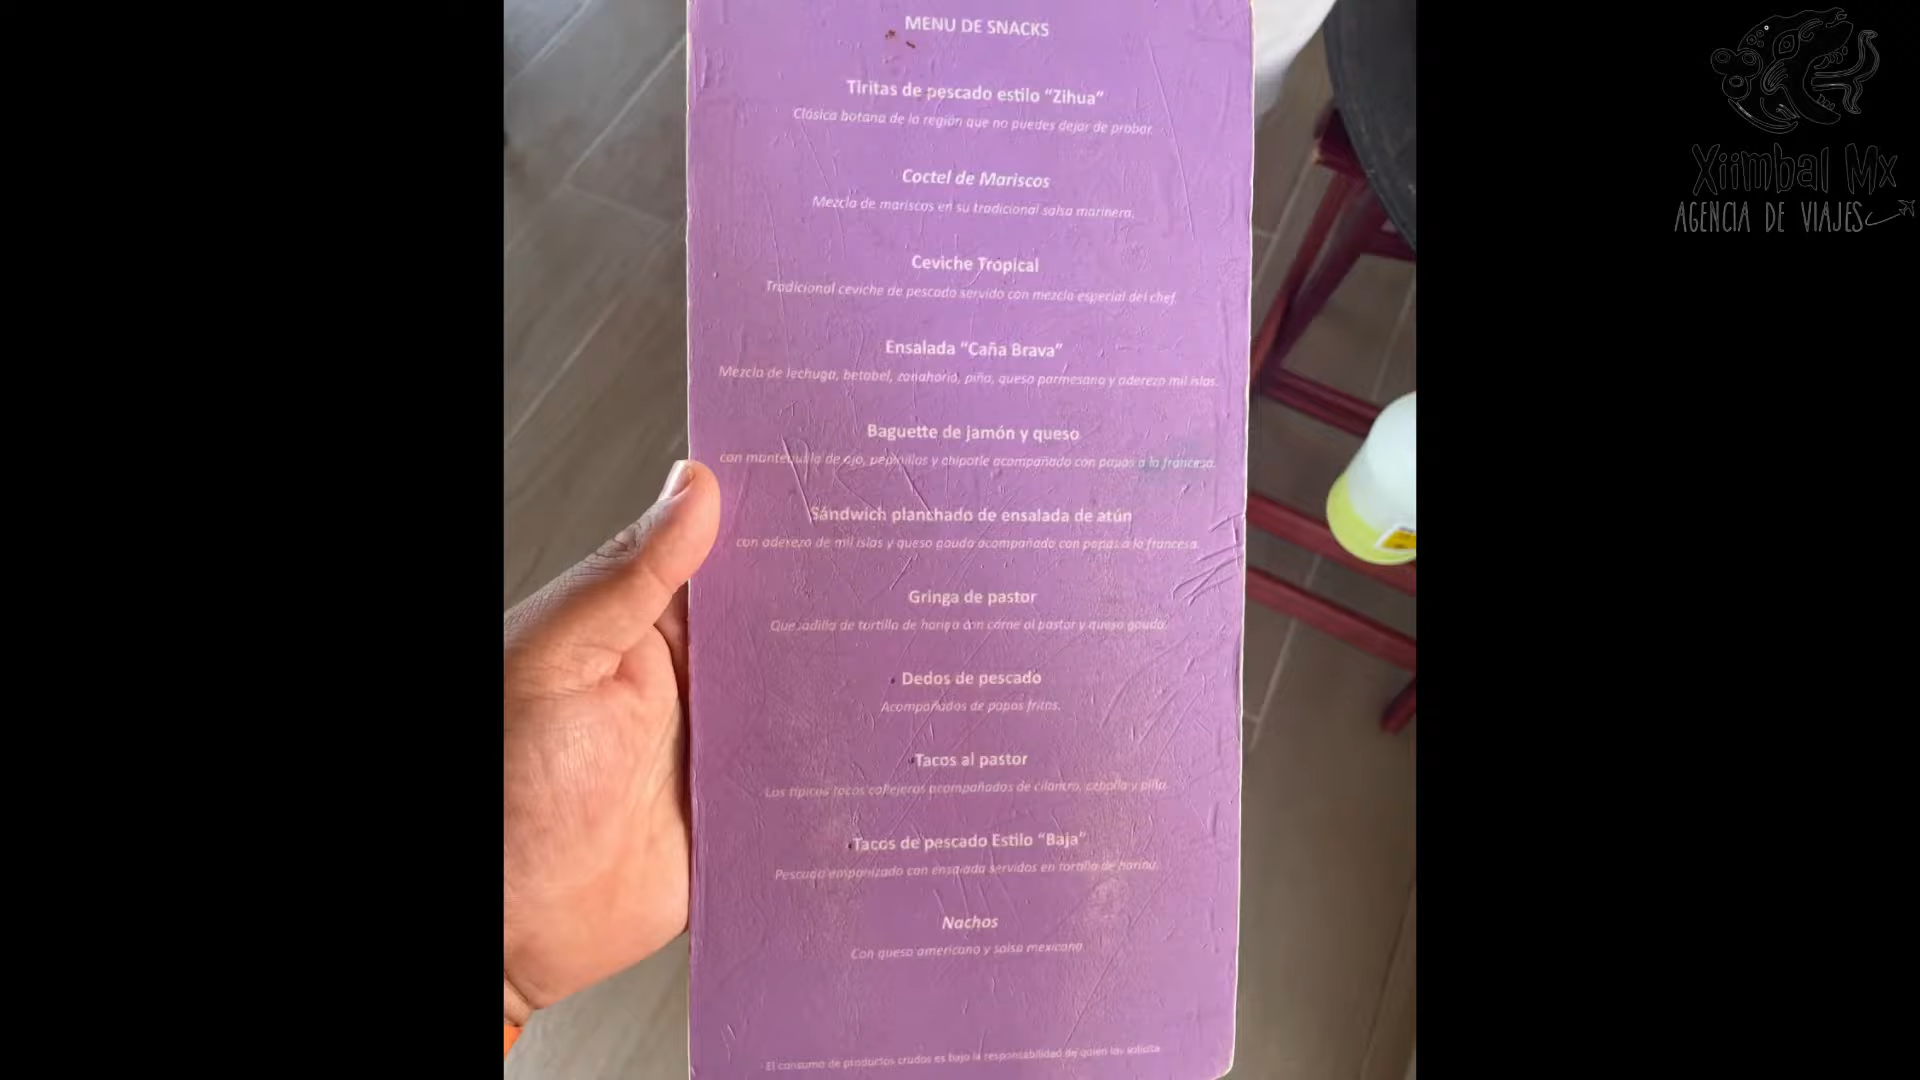 MENU DE SNACKS
Tiritas de pescado estilo "Zihua"
Clásica botana de la región que no puedes dejar de probar.
Coctel de Mariscos
Mezcla de mariscos en su tradicional salsa marinera.
Ceviche Tropical
Tradicional ceviche de pescado servido con mezcla especial del chef.
Ensalada "Caña Brava"
Mezcla de lechuga, betabel, zanahoria, piña, queso parmesano y aderezo mil islas.
Baguette de jamón y queso
con mantequilla de ajo, pepinillos y chipotle acompañado con papas a la francesa.
Sándwich planchado de ensalada de atún
con aderezo de mil islas y queso gouda acompañado con papas a la francesa.
Gringa de pastor
Quesadilla de tortilla de harina con carne al pastor y queso gouda.
Dedos de pescado
Acompañados de papas fritas.
Tacos al pastor
Los típicos tacos callejeros acompañados de cilantro, cebolla y piña.
Tacos de pescado Estilo "Baja"
Pescado empanizado con ensalada servidos en tortilla de harina.
Nachos
Con queso americano y salsa mexicana.
El consumo de productos crudos es bajo la responsabilidad de quien las solicita
Xiimbal Mx
AGENCIA DE VIAJES